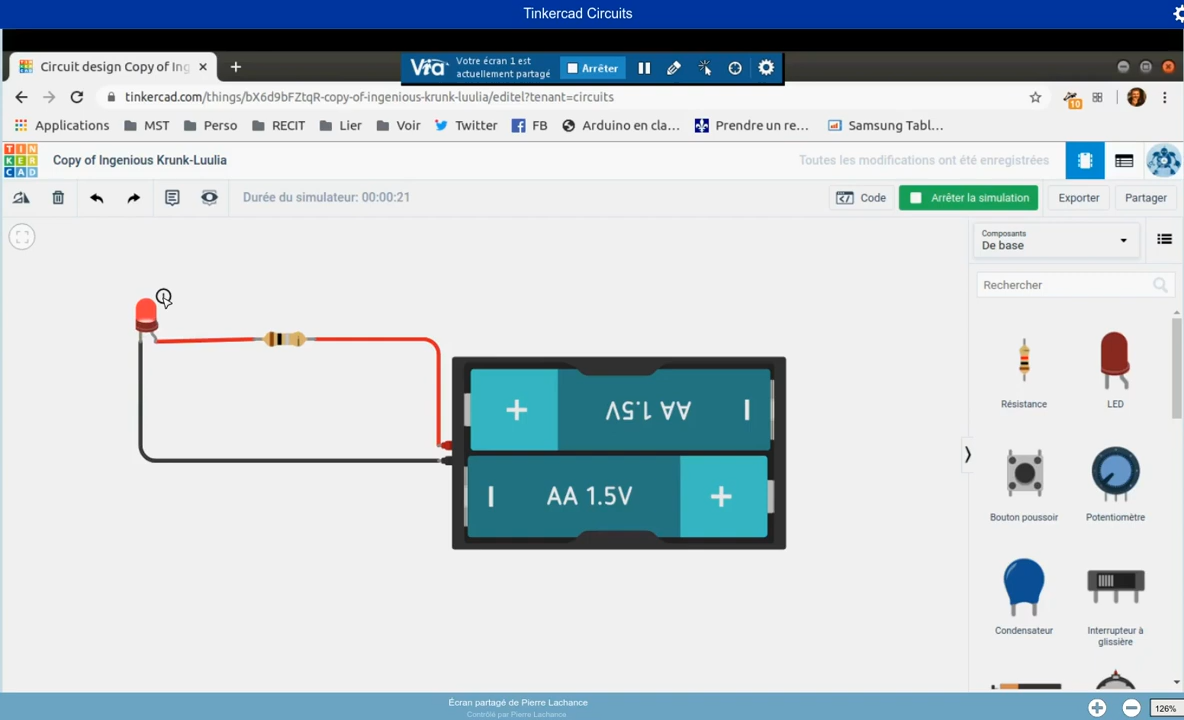 Tinkercad Circuits
Circuit design Copy of Ing
Via
Votre écran 1 est
actuellement partagé
Arrêter
tinkercad.com/things/bX6d9bFZtqR-copy-of-ingenious-krunk-luulia/editel?tenant=circuits
10
Applications
MST
Perso
RECIT
Lier
Voir
Twitter
FB
Arduino en cla...
Prendre un re...
Samsung Tabl...
TIN
KER
CAD
Copy of Ingenious Krunk-Luulia
Toutes les modifications ont été enregistrées
Durée du simulateur: 00:00:21
Code
Arrêter la simulation
Exporter
Partager
Composants
De base
Rechercher
AA 1.5V
AA 1.5V
Résistance
LED
Bouton poussoir
Potentiomètre
Condensateur
Interrupteur à
glissière
Écran partagé de Pierre Lachance
Contrôlé par Pierre Lachance
126%